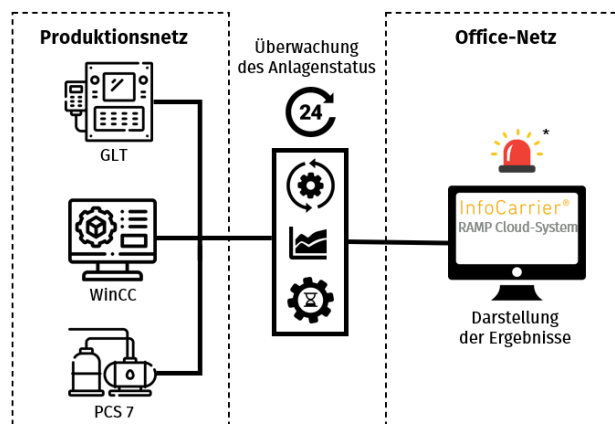 Produktionsnetz
GLT
WinCC
PCS 7
Überwachung
des Anlagenstatus
24
Office-Netz
*
InfoCarrier®
RAMP Cloud-System
Darstellung
der Ergebnisse